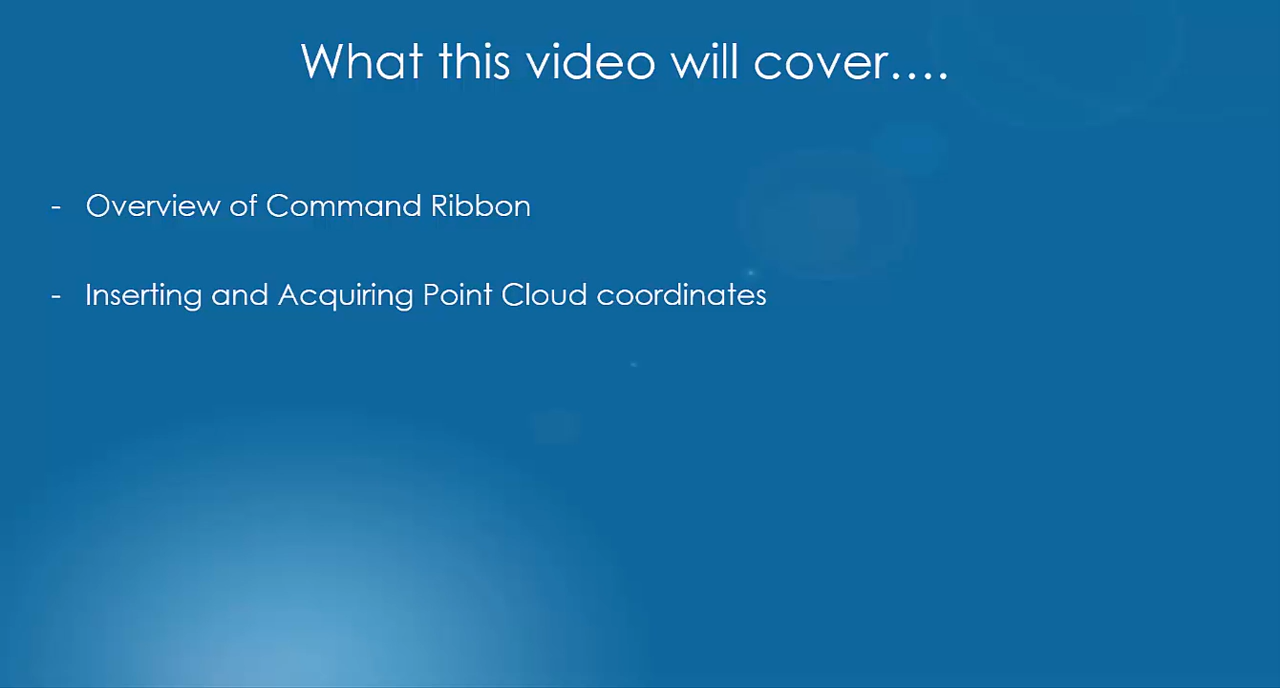 What this video will cover....
- Overview of Command Ribbon
- Inserting and Acquiring Point Cloud coordinates